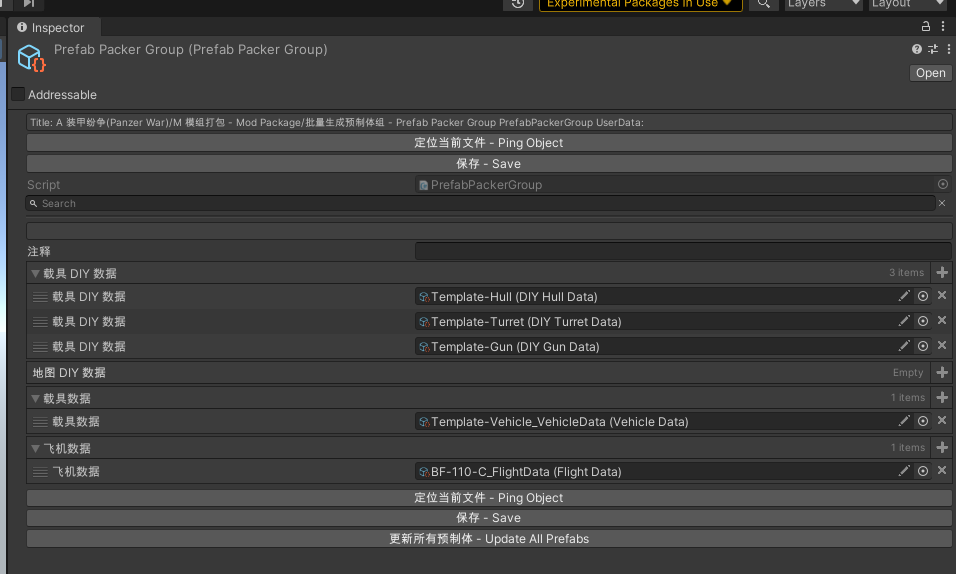 Experimental Packages In Use
Layers
Layout
Inspector
Prefab Packer Group (Prefab Packer Group)
Open
Addressable
Title: A 装甲纷争(Panzer War)/M 模组打包 - Mod Package/批量生成预制体组 - Prefab Packer Group PrefabPackerGroup UserData:
定位当前文件 - Ping Object
保存 - Save
Script PrefabPackerGroup
Search
注释
载具 DIY 数据 3 items
载具 DIY 数据 Template-Hull (DIY Hull Data)
载具 DIY 数据 Template-Turret (DIY Turret Data)
载具 DIY 数据 Template-Gun (DIY Gun Data)
地图 DIY 数据 Empty
载具数据 1 items
载具数据 Template-Vehicle_VehicleData (Vehicle Data)
飞机数据 1 items
飞机数据 BF-110-C_FlightData (Flight Data)
定位当前文件 - Ping Object
保存 - Save
更新所有预制体 - Update All Prefabs